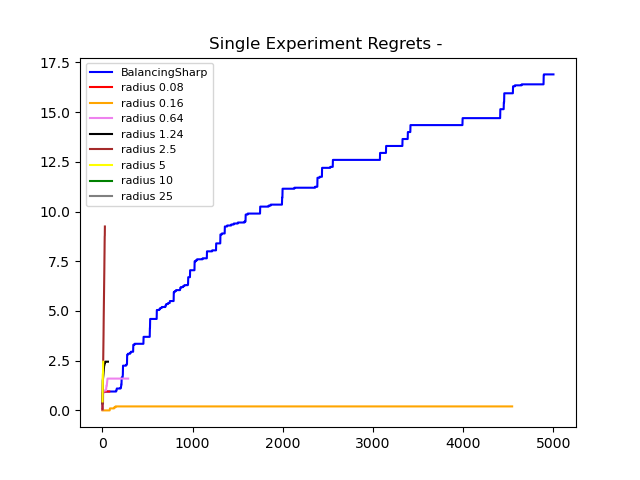 Single Experiment Regrets -
17.5
15.0
12.5
10.0
7.5
5.0
2.5
0.0
BalancingSharp
radius 0.08
radius 0.16
radius 0.64
radius 1.24
radius 2.5
radius 5
radius 10
radius 25
0 1000 2000 3000 4000 5000